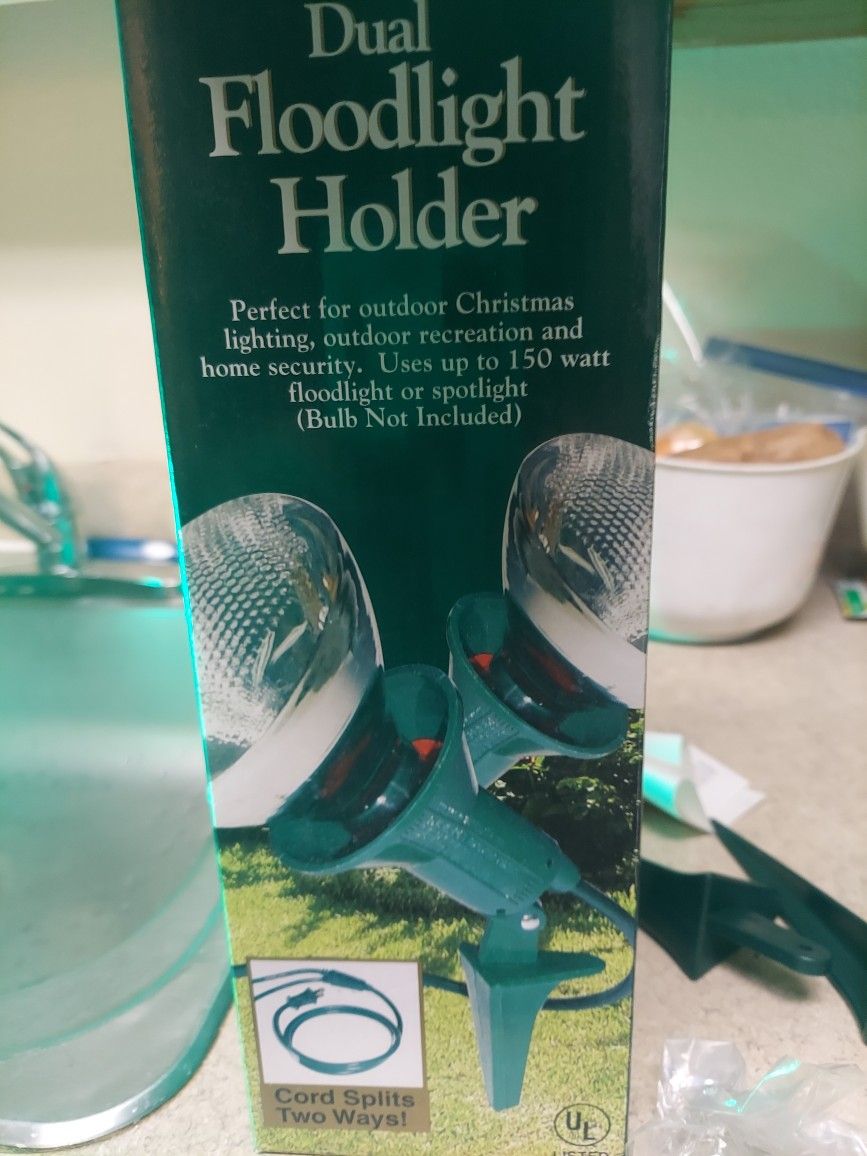 Dual
Floodlight
Holder
Perfect for outdoor Christmas
lighting, outdoor recreation and
home security. Uses up to 150 watt
floodlight or spotlight
(Bulb Not Included)
Cord Splits
Two Ways!
UL
LISTED